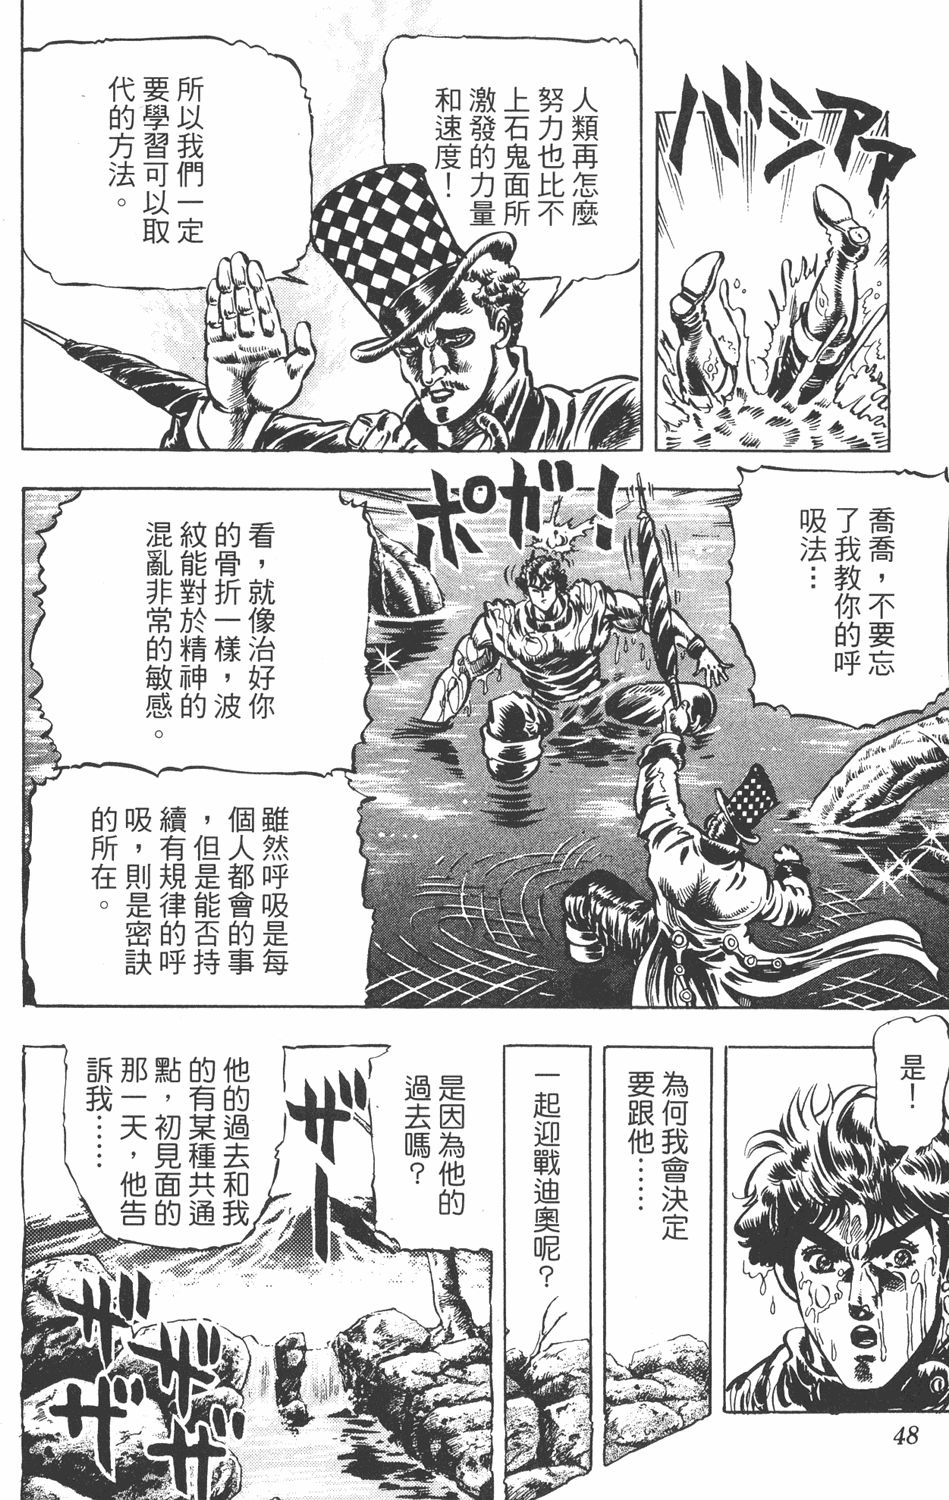 バシアァ
人類再怎麼
努力也比不
上石鬼面所
激發的力量
和速度！
所以我們一定
要學習可以取
代的方法。
喬喬，不要忘
了我教你的呼
吸法…
ポガ！
看，就像治好你
的骨折一樣，波
紋能對於精神的
混亂非常的敏感
。
雖然呼吸是每
個人都會的事
，但是能否持
續有規律的呼
吸，則是密訣
的所在。
是！
為何我會決定
要跟他……
一起迎戰迪奧呢？
是因為他的
過去嗎？
他的過去和我
的有某種共通
點，初見面的
那一天，他告
訴我……
ザー
ザザ
ザザザ
48